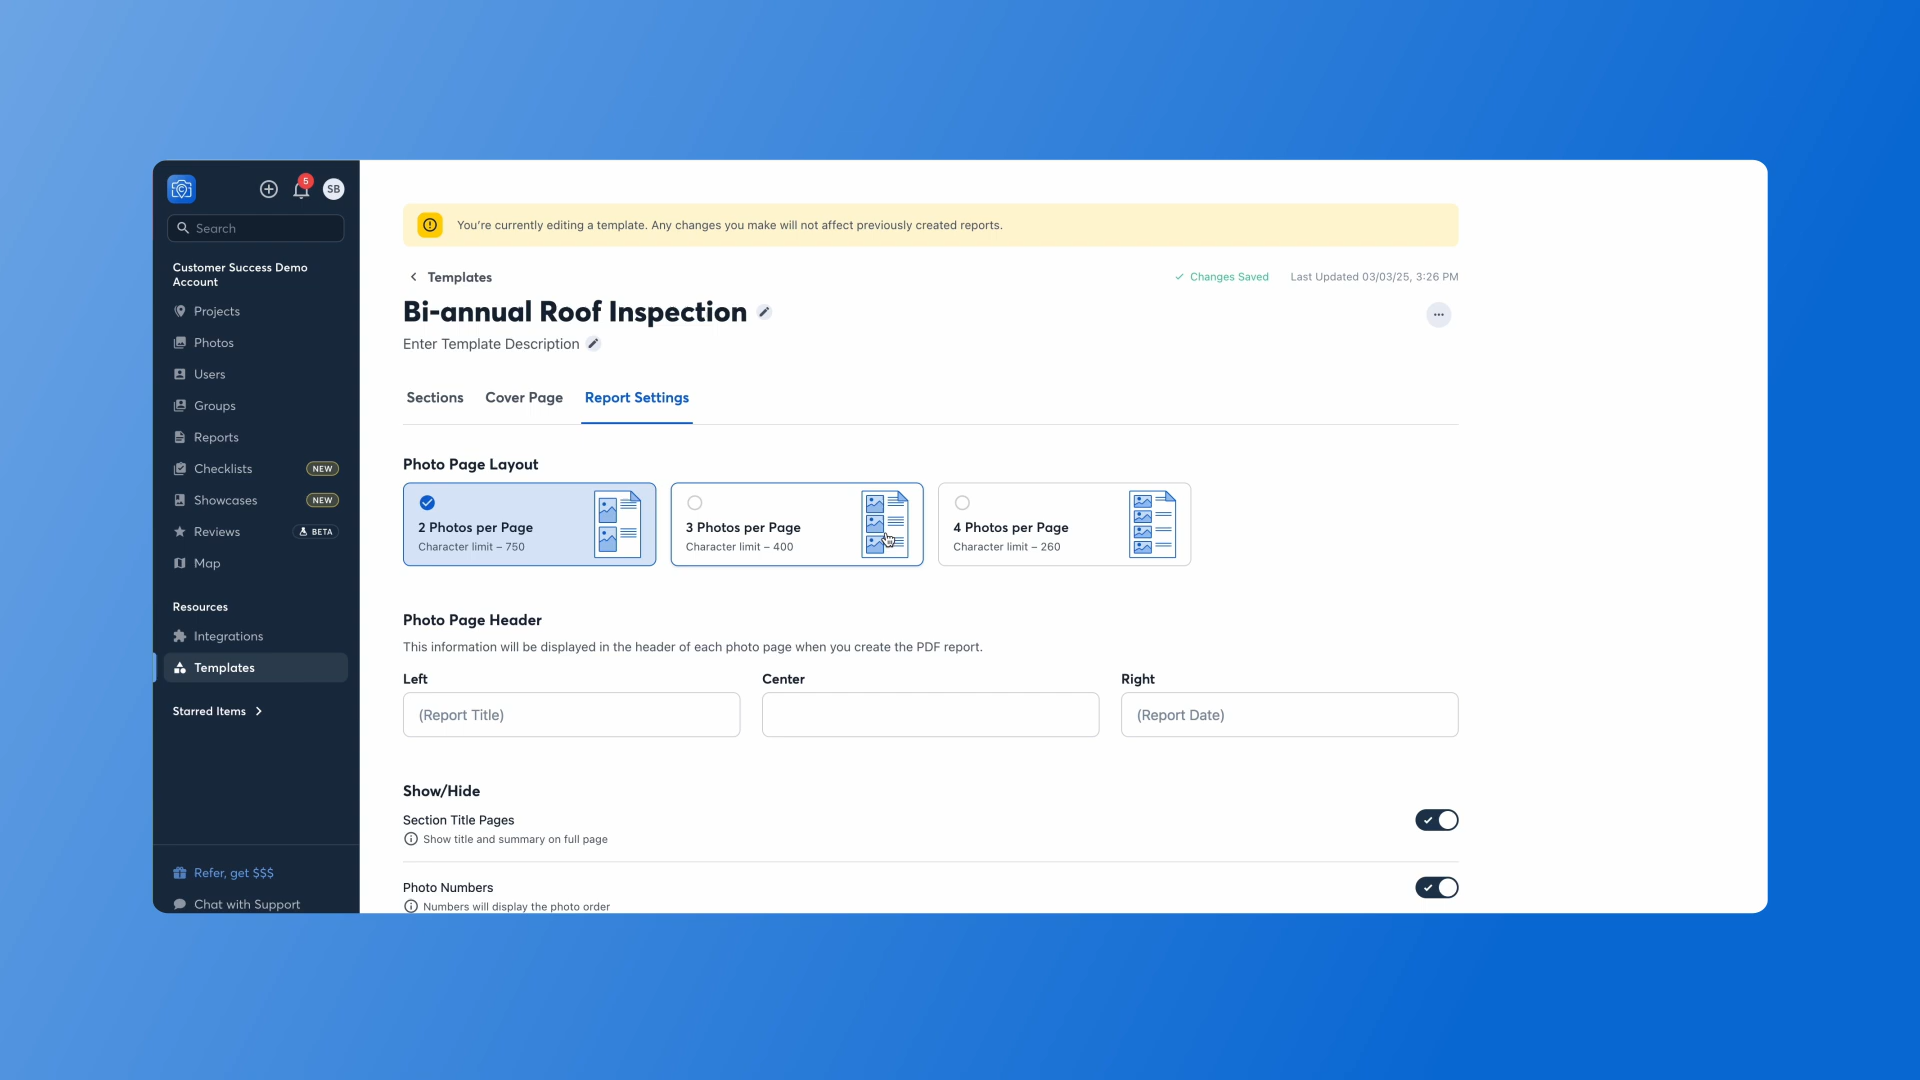 5
SB
Search
Customer Success Demo
Account
Projects
Photos
Users
Groups
Reports
Checklists NEW
Showcases NEW
Reviews BETA
Map
Resources
Integrations
Templates
Starred Items
Refer, get $$$
Chat with Support
You're currently editing a template. Any changes you make will not affect previously created reports.
Templates
Changes Saved
Last Updated 03/03/25, 3:26 PM
Bi-annual Roof Inspection
Enter Template Description
Sections Cover Page Report Settings
Photo Page Layout
2 Photos per Page
Character limit – 750
3 Photos per Page
Character limit – 400
4 Photos per Page
Character limit – 260
Photo Page Header
This information will be displayed in the header of each photo page when you create the PDF report.
Left
(Report Title)
Center
Right
(Report Date)
Show/Hide
Section Title Pages
Show title and summary on full page
Photo Numbers
Numbers will display the photo order